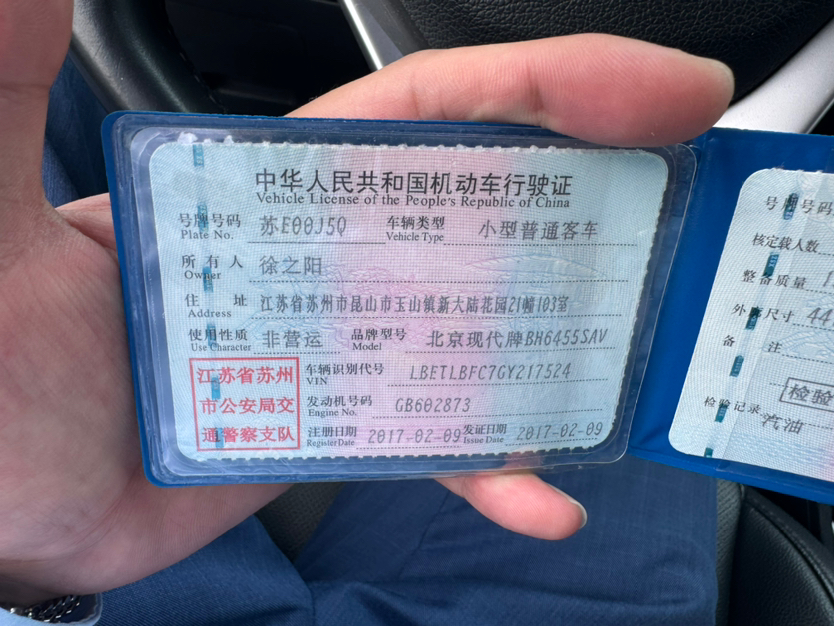 中华人民共和国机动车行驶证
Vehicle License of the People's Republic of China
号牌号码 苏E00J5Q 车辆类型 小型普通客车
Plate No. Vehicle Type
所有人 徐之阳
Owner
住址 江苏省苏州市昆山市玉山镇新大陆花园21幢103室
Address
使用性质 非营运 品牌型号 北京现代牌BH6455SAV
Use Character Model
江苏省苏州
市公安局交
通警察支队
车辆识别代号 LBETLBFC7GY217524
VIN
发动机号码 GB602873
Engine No.
注册日期 2017-02-09 发证日期 2017-02-09
Register Date Issue Date
号牌号码
核定载人数
整备质量
外廓尺寸 44
备注
检验
检验记录
汽油